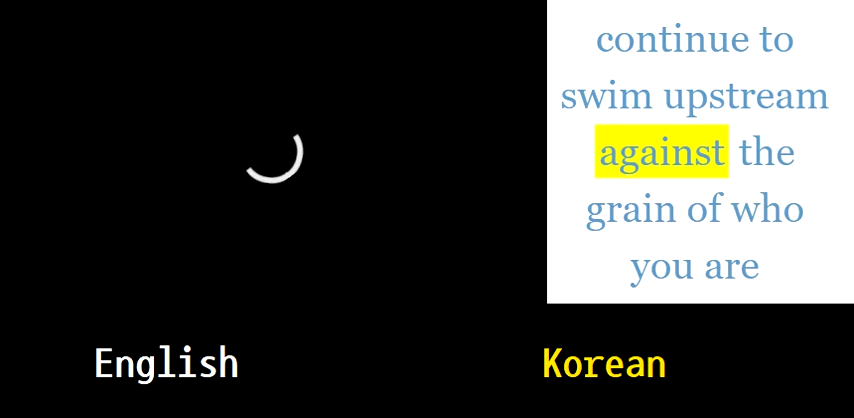 continue to
swim upstream
against the
grain of who
you are
English
Korean